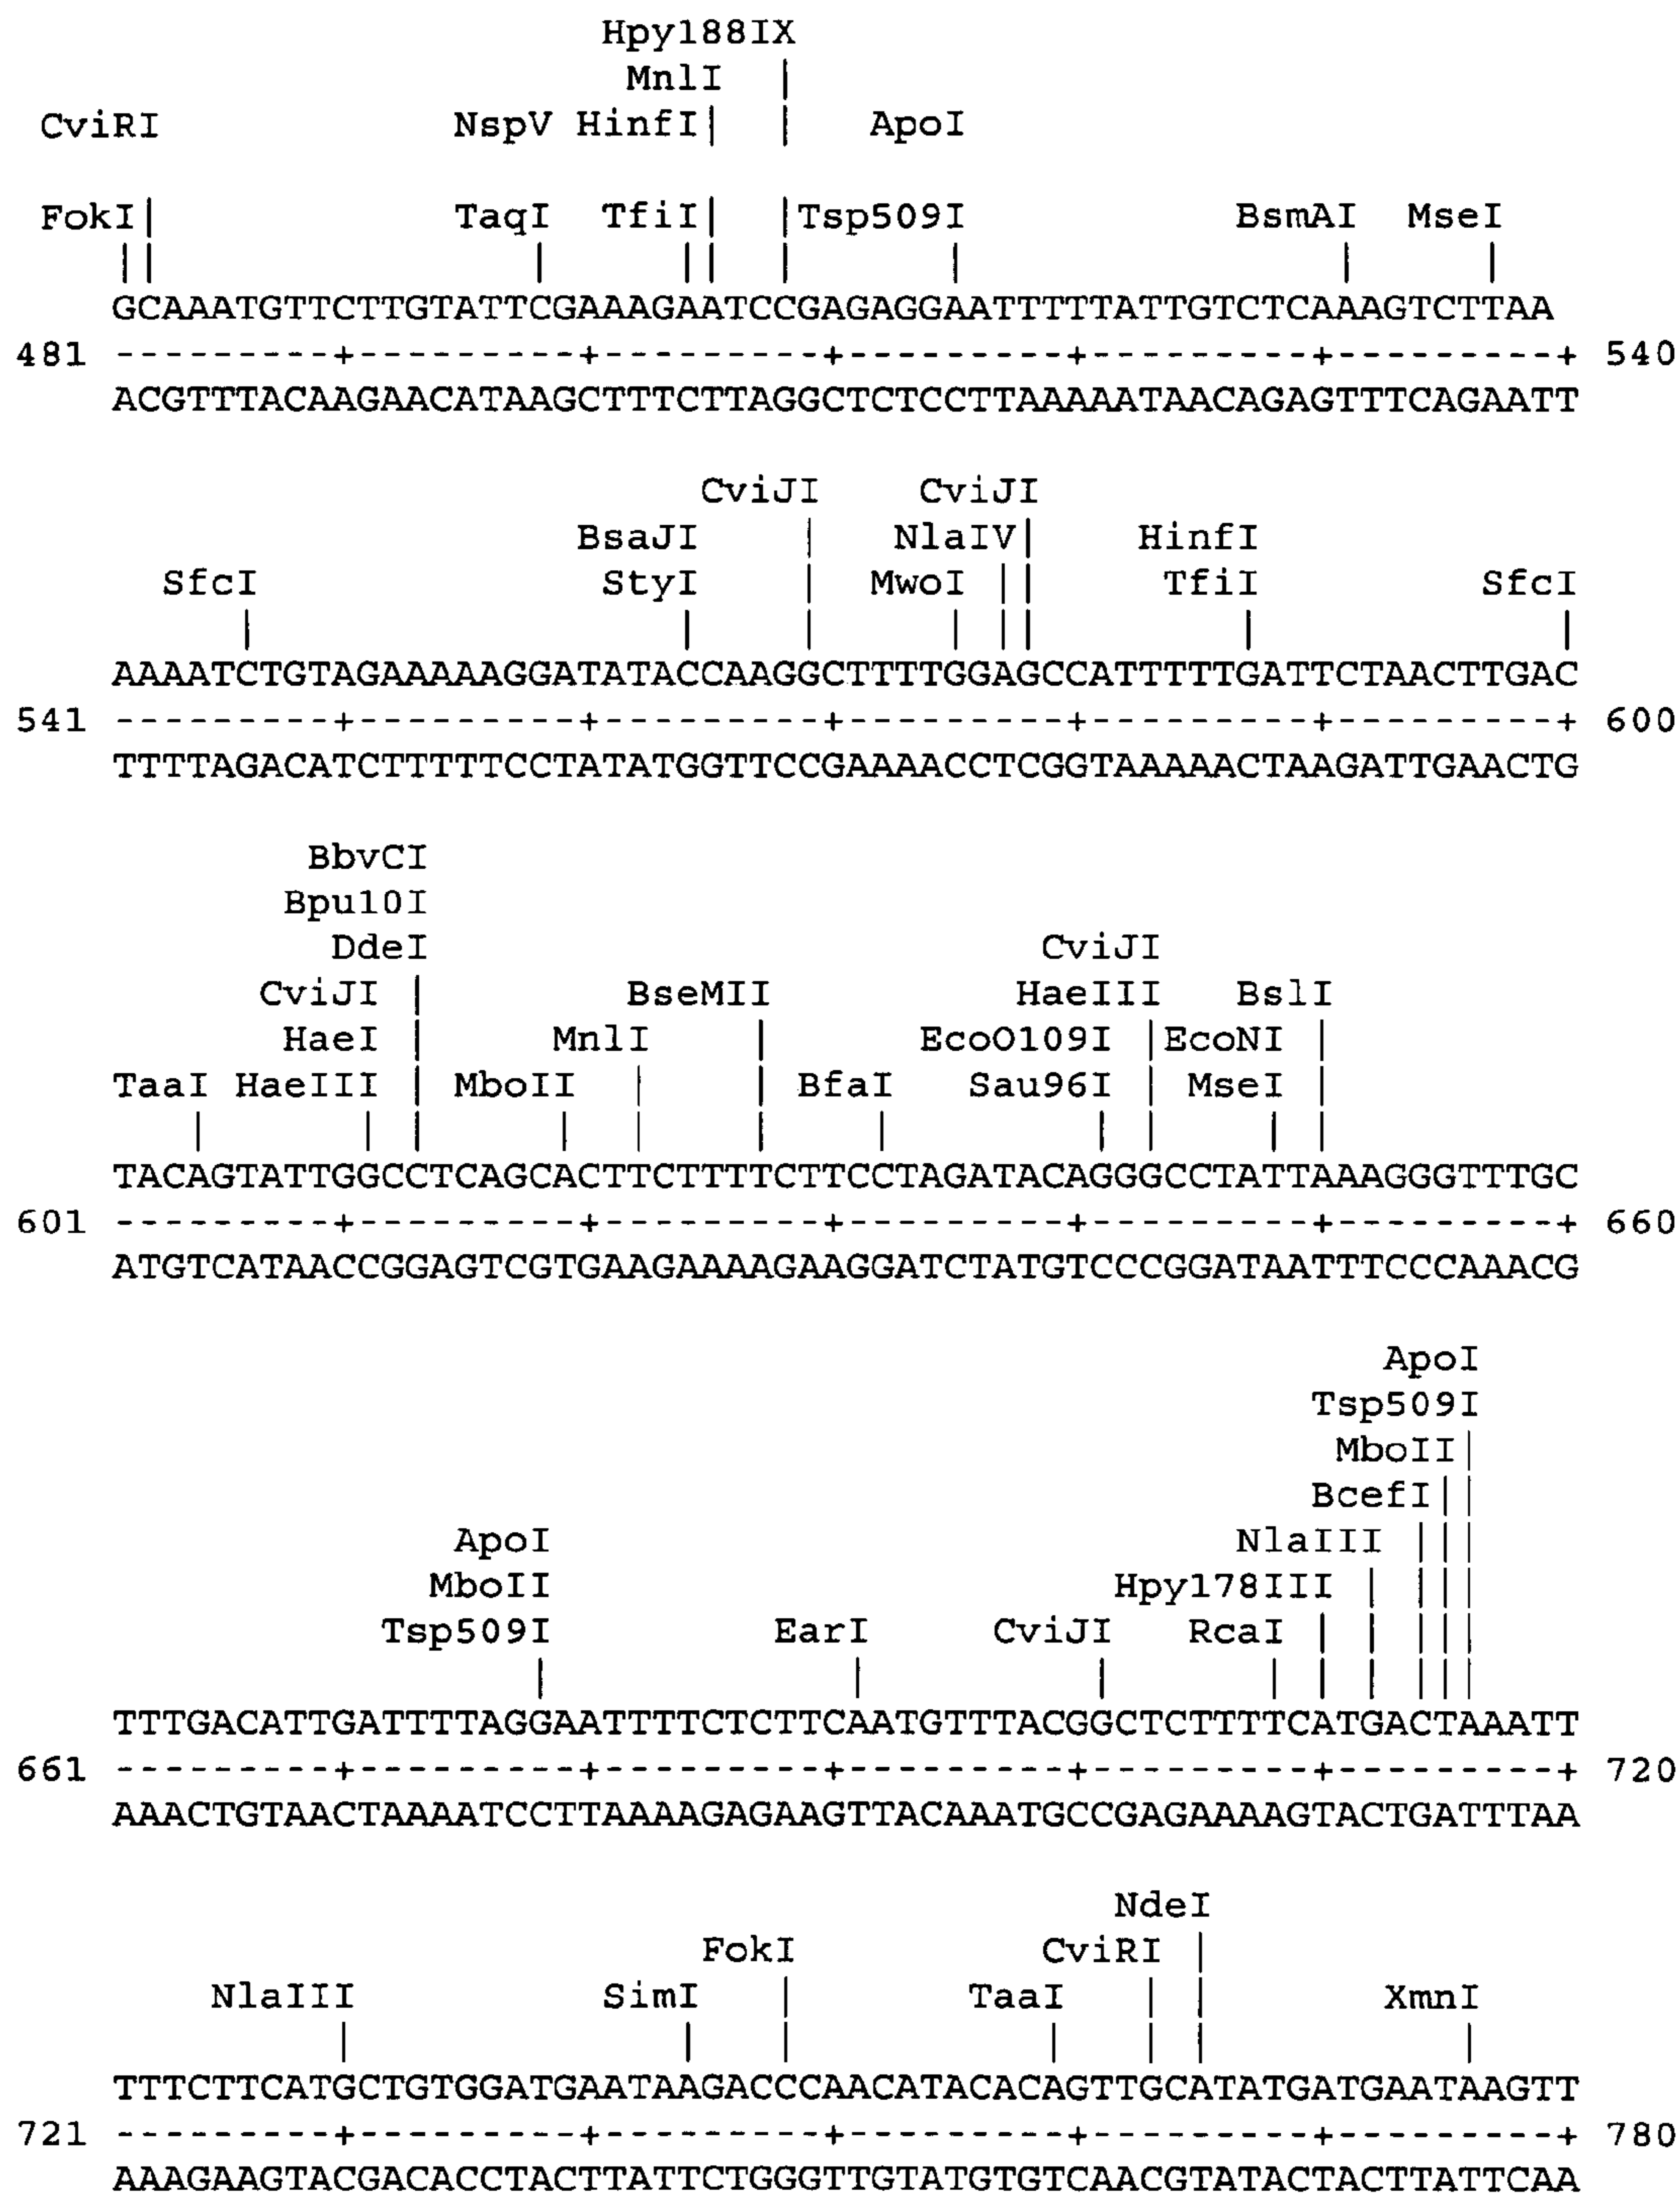 Hpy188IX
MnlI |
CviRI NspV HinfI| | ApoI
FokI| TaqI TfiI| |Tsp509I BsmAI MseI
|| | || | | | |
GCAAATGTTCTTGTATTCGAAAGAATCCGAGAGGAATTTTTATTGTCTCAAAGTCTTAA
481 ---------+---------+---------+---------+---------+---------+ 540
ACGTTTACAAGAACATAAGCTTTCTTAGGCTCTCCTTAAAAATAACAGAGTTTCAGAATT
CviJI CviJI
BsaJI | NlaIV| HinfI
SfcI StyI | MwoI || TfiI SfcI
| | | | || | |
AAAATCTGTAGAAAAAGGATATACCAAGGCTTTTGGAGCCATTTTTGATTCTAACTTGAC
541 ---------+---------+---------+---------+---------+---------+ 600
TTTTAGACATCTTTTTCCTATATGGTTCCGAAAACCTCGGTAAAAACTAAGATTGAACTG
BbvCI
Bpu10I
DdeI CviJI
CviJI | BseMII HaeIII BslI
HaeI | MnlI | EcoO109I |EcoNI |
TaaI HaeIII | MboII | | BfaI Sau96I | MseI |
| | | | | | | | | | |
TACAGTATTGGCCTCAGCACTTCTTTTCTTCCTAGATACAGGGCCTATTAAAGGGTTTGC
601 ---------+---------+---------+---------+---------+---------+ 660
ATGTCATAACCGGAGTCGTGAAGAAAAGAAGGATCTATGTCCCGGATAATTTCCCAAACG
ApoI
Tsp509I
MboII|
BcefI||
ApoI NlaIII |||
MboII Hpy178III | |||
Tsp509I EarI CviJI RcaI | | |||
| | | | | | |||
TTTGACATTGATTTTAGGAATTTTCTCTTCAATGTTTACGGCTCTTTTCATGACTAAATT
661 ---------+---------+---------+---------+---------+---------+ 720
AAACTGTAACTAAAATCCTTAAAAGAGAAGTTACAAATGCCGAGAAAAGTACTGATTTAA
NdeI
FokI CviRI |
NlaIII SimI | TaaI | | XmnI
| | | | | | |
TTTCTTCATGCTGTGGATGAATAAGACCCAACATACACAGTTGCATATGATGAATAAGTT
721 ---------+---------+---------+---------+---------+---------+ 780
AAAGAAGTACGACACCTACTTATTCTGGGTTGTATGTGTCAACGTATACTACTTATTCAA